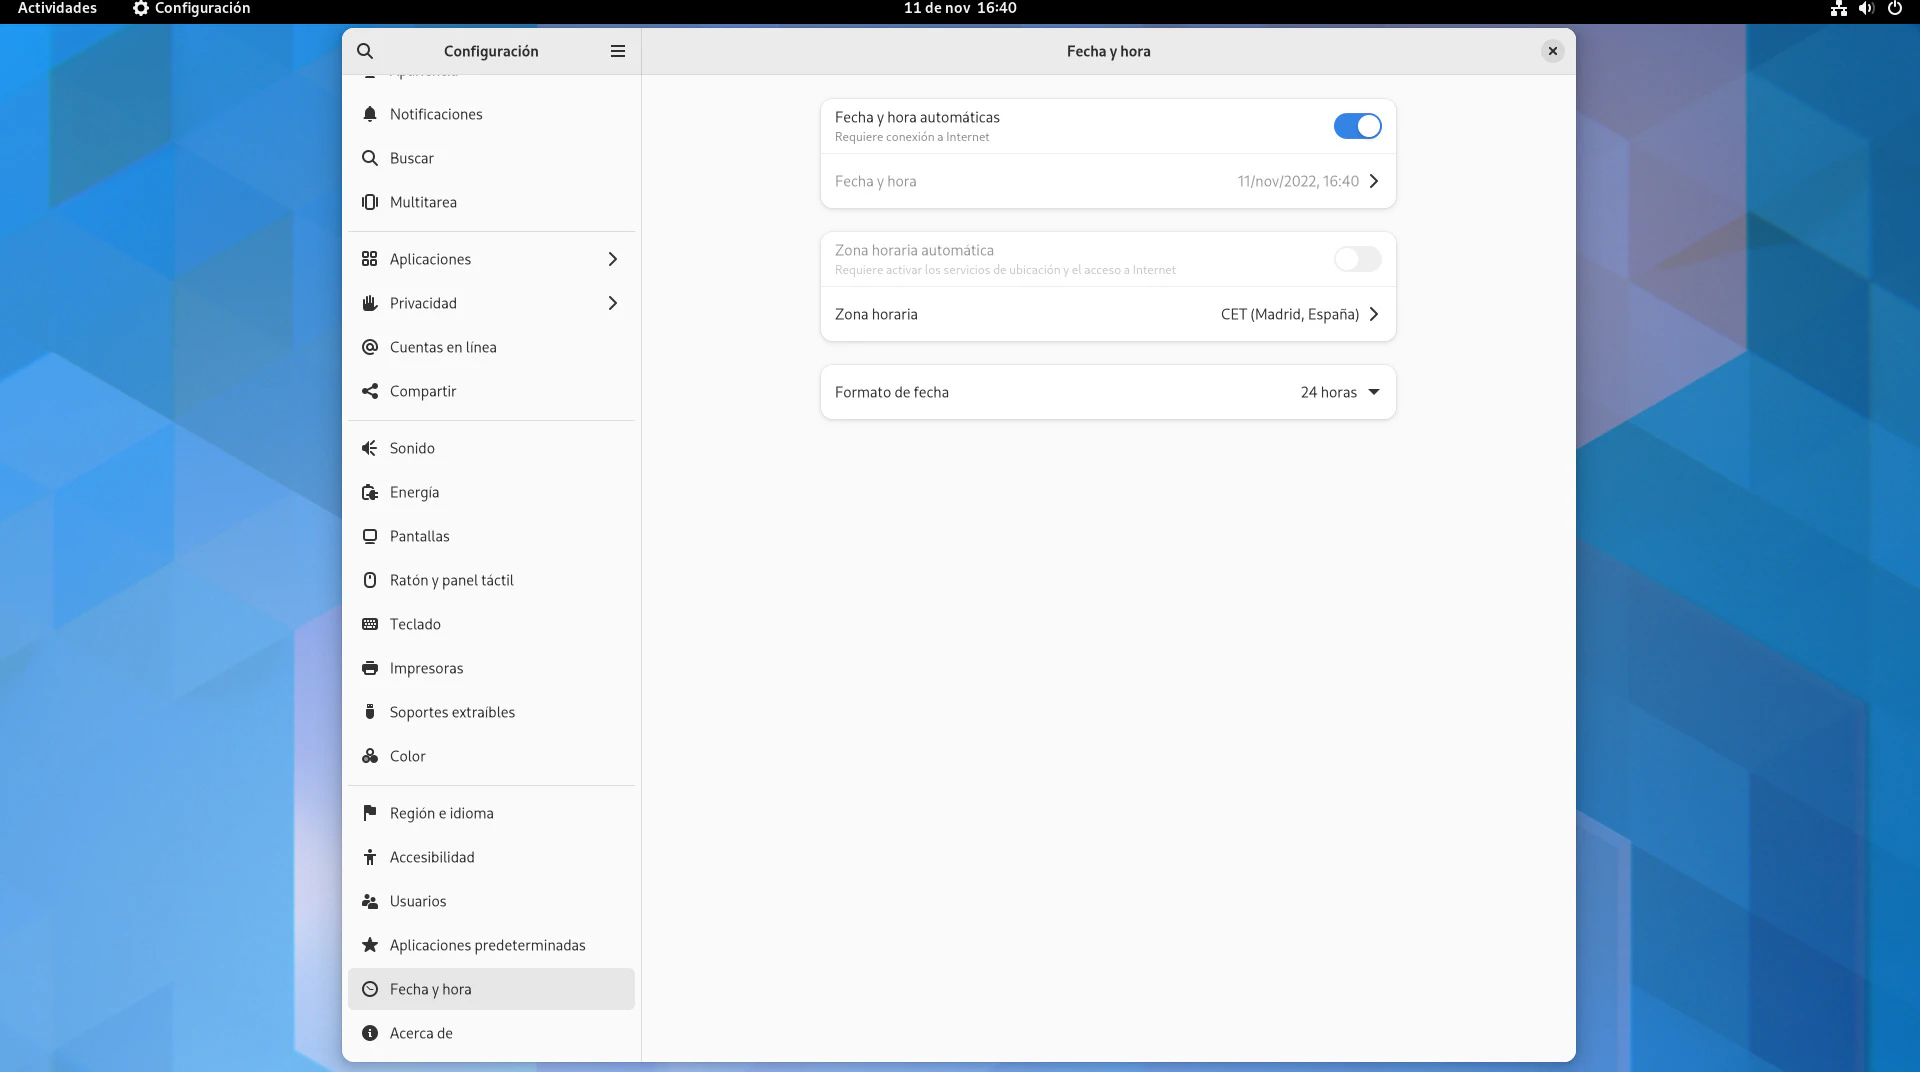 Actividades Configuración 11 de nov 16:40
Configuración
Fecha y hora
Notificaciones
Buscar
Multitarea
Aplicaciones
Privacidad
Cuentas en línea
Compartir
Sonido
Energía
Pantallas
Ratón y panel táctil
Teclado
Impresoras
Soportes extraíbles
Color
Región e idioma
Accesibilidad
Usuarios
Aplicaciones predeterminadas
Fecha y hora
Acerca de
Fecha y hora automáticas
Requiere conexión a Internet
Fecha y hora 11/nov/2022, 16:40
Zona horaria automática
Requiere activar los servicios de ubicación y el acceso a Internet
Zona horaria CET (Madrid, España)
Formato de fecha 24 horas